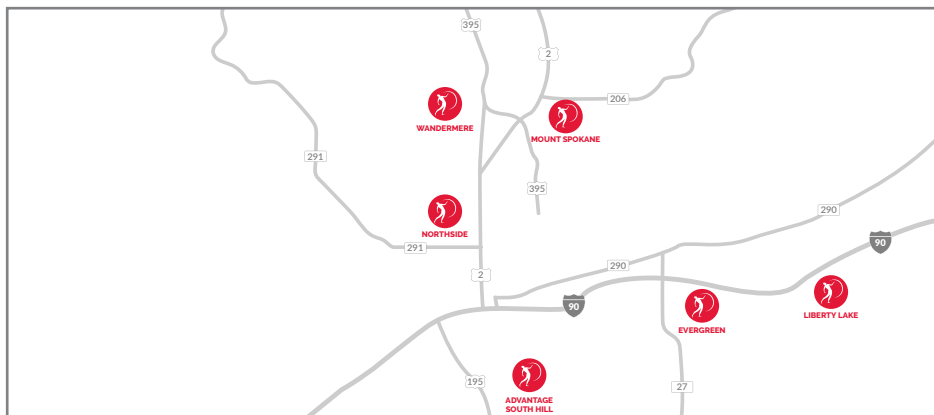 395
2
206
WANDERMERE
MOUNT SPOKANE
291
395
290
NORTHSIDE
291
90
290
2
90
LIBERTY LAKE
EVERGREEN
195
27
ADVANTAGE
SOUTH HILL